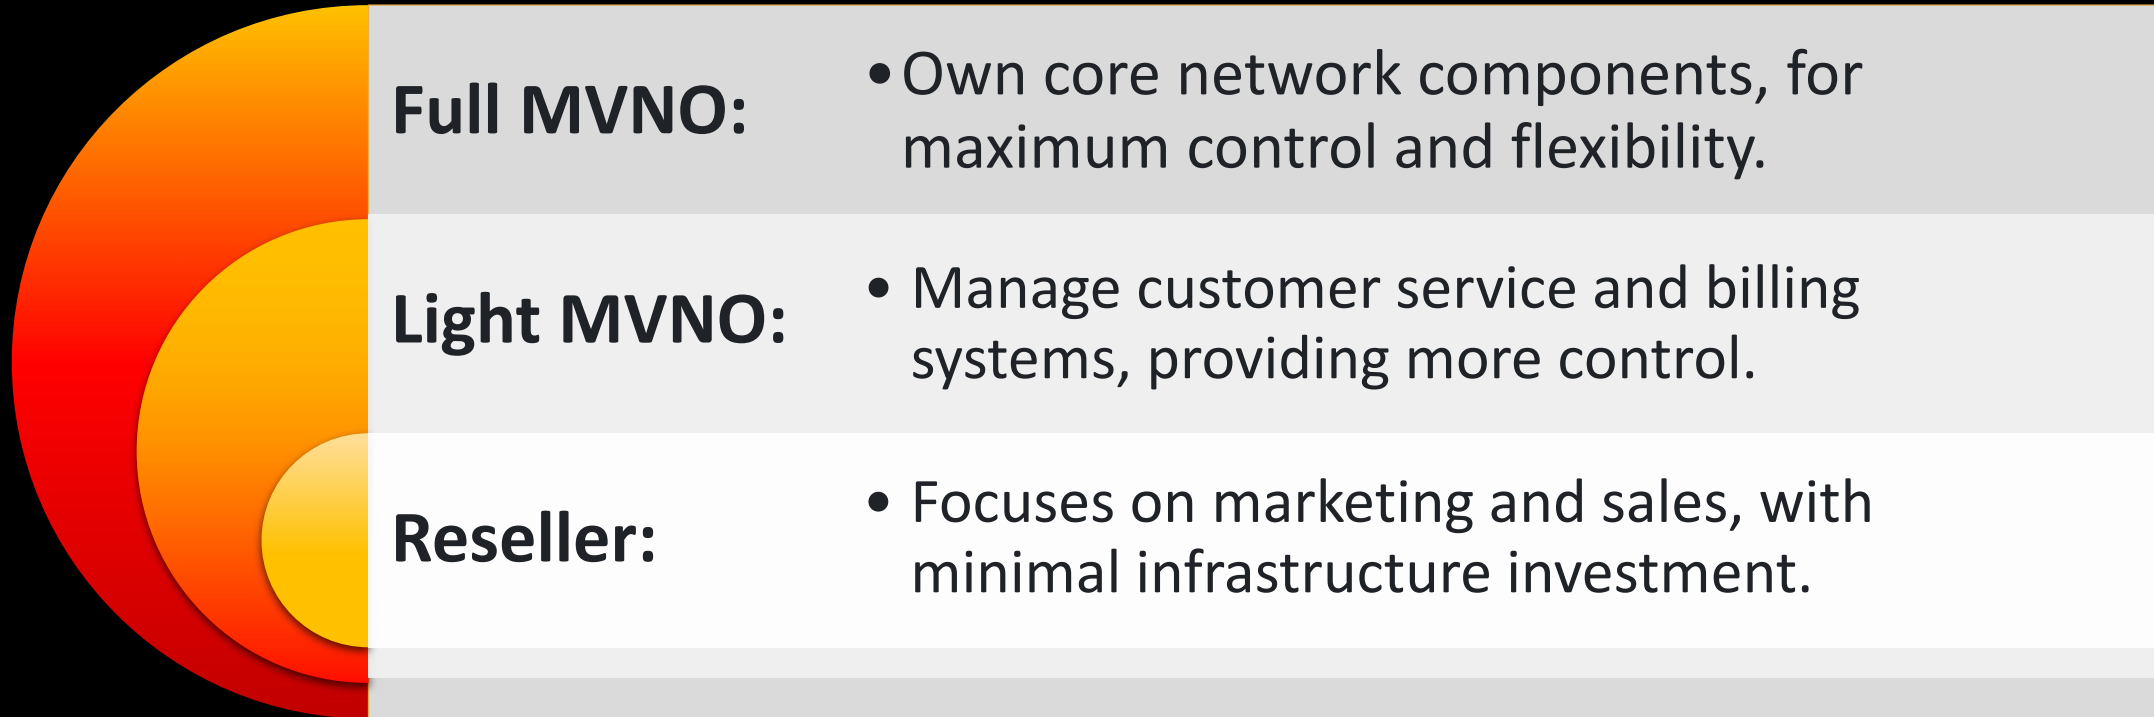 Full MVNO:
•Own core network components, for
maximum control and flexibility.
Light MVNO:
• Manage customer service and billing
systems, providing more control.
Reseller:
• Focuses on marketing and sales, with
minimal infrastructure investment.